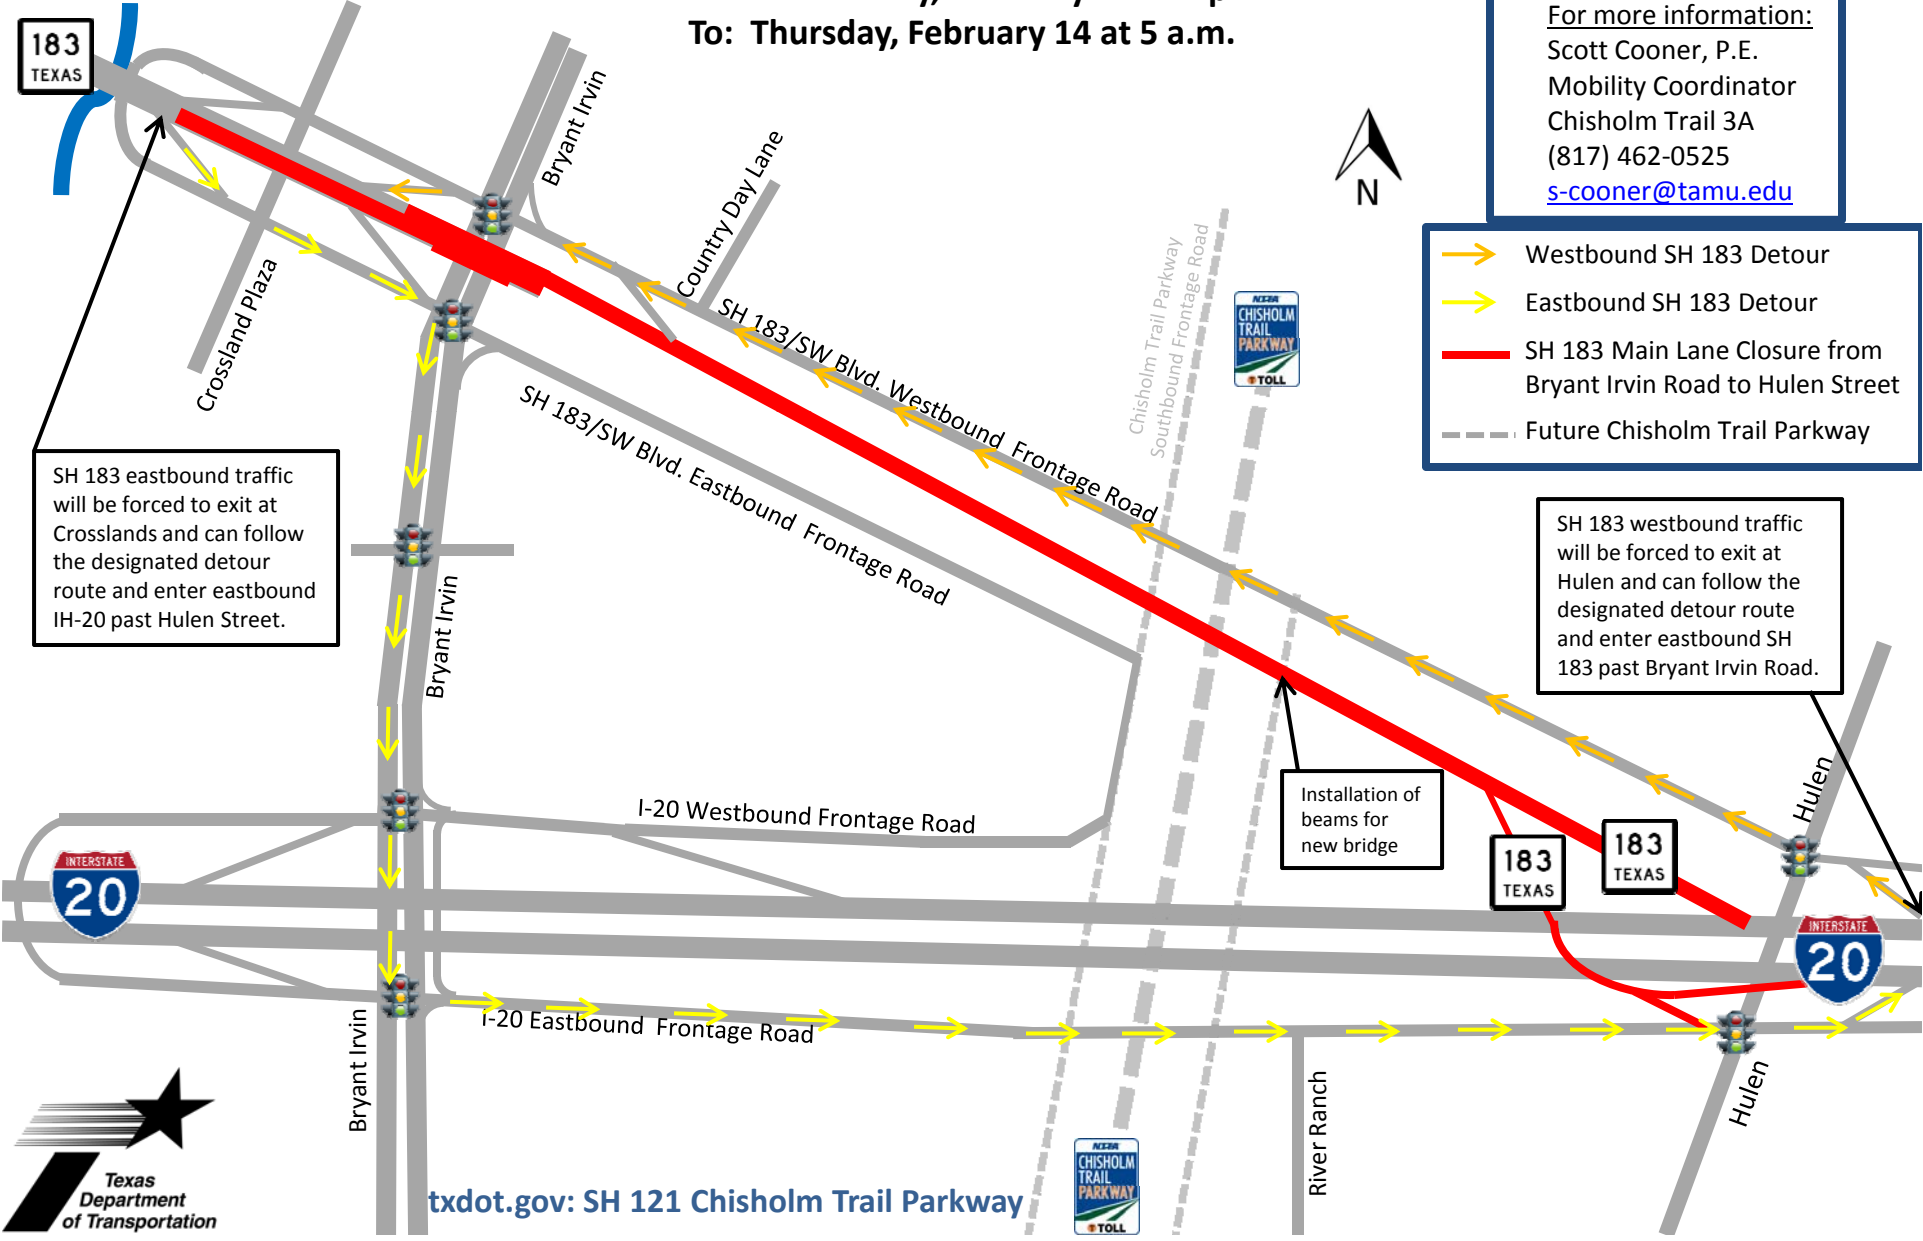 To: Thursday, February 14 at 5 a.m.
For more information:
Scott Cooner, P.E.
Mobility Coordinator
Chisholm Trail 3A
(817) 462-0525
s-cooner@tamu.edu
183
TEXAS
Bryant Irvin
Country Day Lane
N
Westbound SH 183 Detour
Eastbound SH 183 Detour
SH 183 Main Lane Closure from
Bryant Irvin Road to Hulen Street
Future Chisholm Trail Parkway
Crossland Plaza
SH 183/SW Blvd. Westbound Frontage Road
SH 183/SW Blvd. Eastbound Frontage Road
Chisholm Trail Parkway
Southbound Frontage Road
NTTA
CHISHOLM
TRAIL
PARKWAY
TOLL
SH 183 eastbound traffic
will be forced to exit at
Crosslands and can follow
the designated detour
route and enter eastbound
IH-20 past Hulen Street.
SH 183 westbound traffic
will be forced to exit at
Hulen and can follow the
designated detour route
and enter eastbound SH
183 past Bryant Irvin Road.
Bryant Irvin
Installation of
beams for
new bridge
Hulen
I-20 Westbound Frontage Road
183
TEXAS
183
TEXAS
INTERSTATE
20
INTERSTATE
20
I-20 Eastbound Frontage Road
Bryant Irvin
River Ranch
Hulen
Texas
Department
of Transportation
txdot.gov: SH 121 Chisholm Trail Parkway
NTTA
CHISHOLM
TRAIL
PARKWAY
TOLL